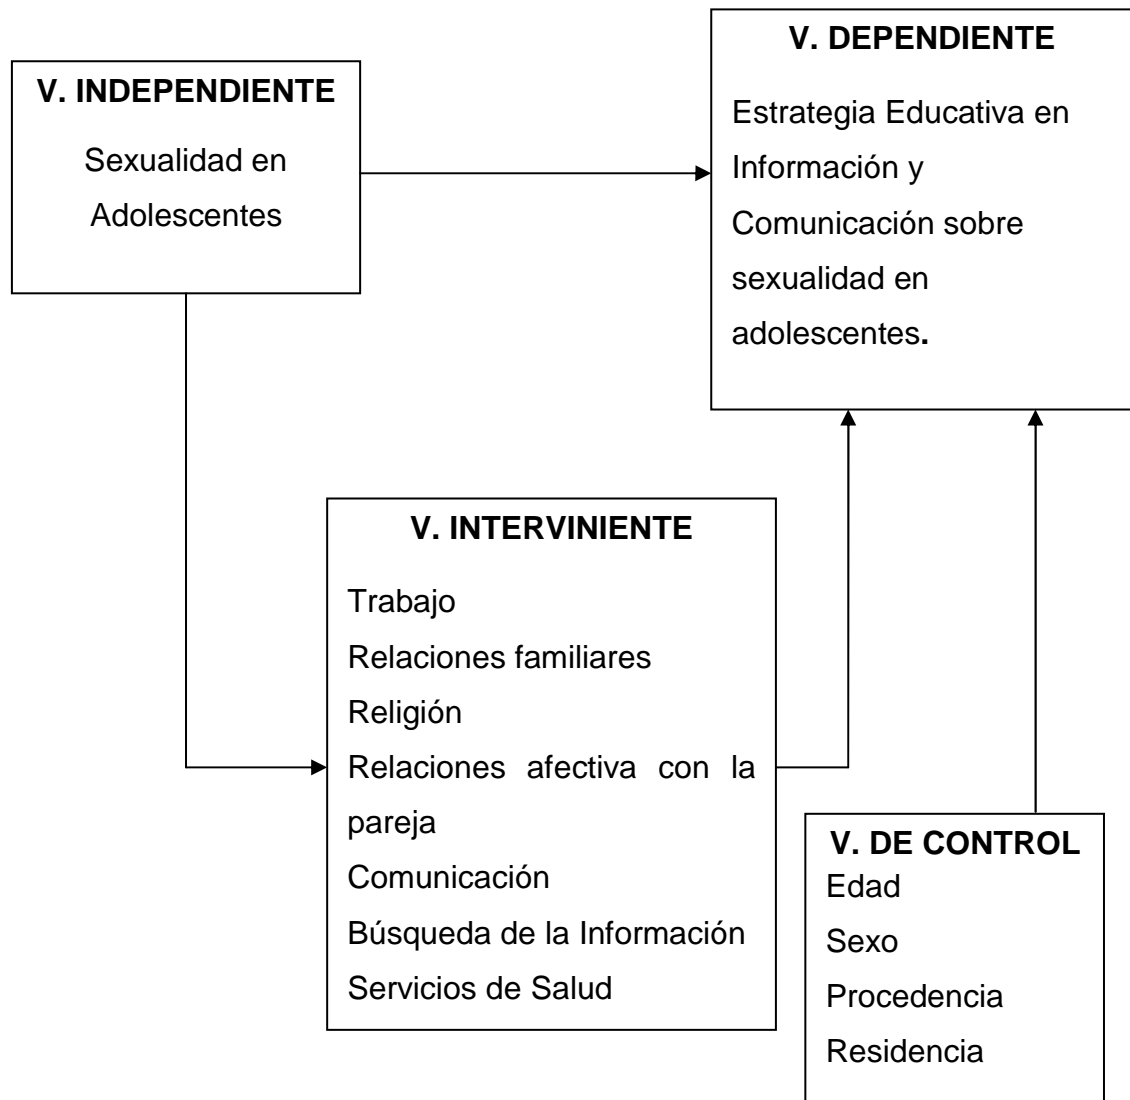 V. INDEPENDIENTE
Sexualidad en
Adolescentes
V. DEPENDIENTE
Estrategia Educativa en
Información y
Comunicación sobre
sexualidad en
adolescentes.
V. INTERVINIENTE
Trabajo
Relaciones familiares
Religión
Relaciones afectiva con la
pareja
Comunicación
Búsqueda de la Información
Servicios de Salud
V. DE CONTROL
Edad
Sexo
Procedencia
Residencia